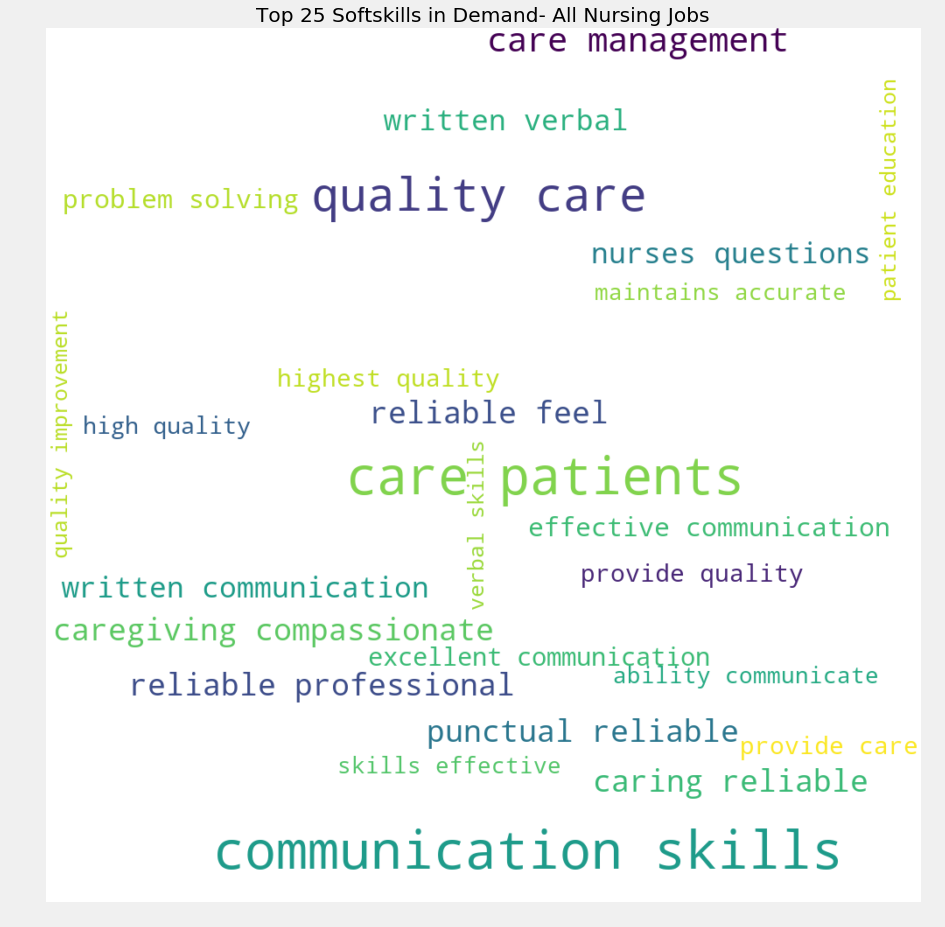 Top 25 Softskills in Demand- All Nursing Jobs
care management
written verbal
patient education
problem solving
quality care
nurses questions
maintains accurate
quality improvement
highest quality
reliable feel
high quality
care patients
verbal skills
effective communication
provide quality
written communication
caregiving compassionate
excellent communication
ability communicate
reliable professional
punctual reliable
provide care
skills effective
caring reliable
communication skills